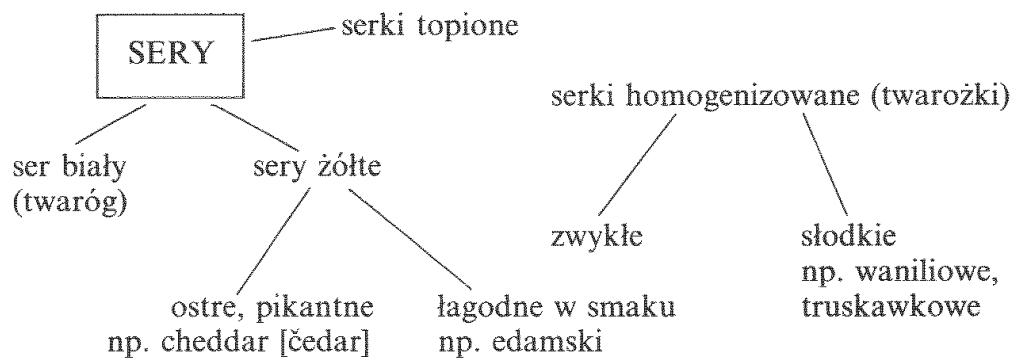 SERY
serki topione
serki homogenizowane (twarożki)
ser biały
(twaróg)
sery żółte
zwykłe
słodkie
np. waniliowe,
truskawkowe
ostre, pikantne
np. cheddar [čedar]
łagodne w smaku
np. edamski